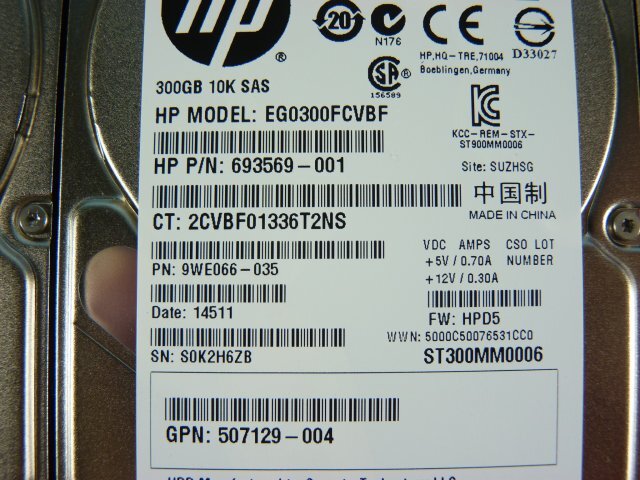 hp ®
20
N176
HP,HQ-TRE,71004
Boeblingen,Germany
D33027
SA ®
156589
300GB 10K SAS
HP MODEL: EG0300FCVBF
KCC-REM-STX-
ST900MM0006
HP P/N: 693569-001
Site: SUZHSG
中国制
MADE IN CHINA
CT: 2CVBF01336T2NS
VDC AMPS CSO LOT
+5V / 0.70A NUMBER
+12V / 0.30A
PN: 9WE066-035
Date: 14511
FW: HPD5
WWN: 5000C50076531CC0
SN: S0K2H6ZB
ST300MM0006
GPN: 507129-004